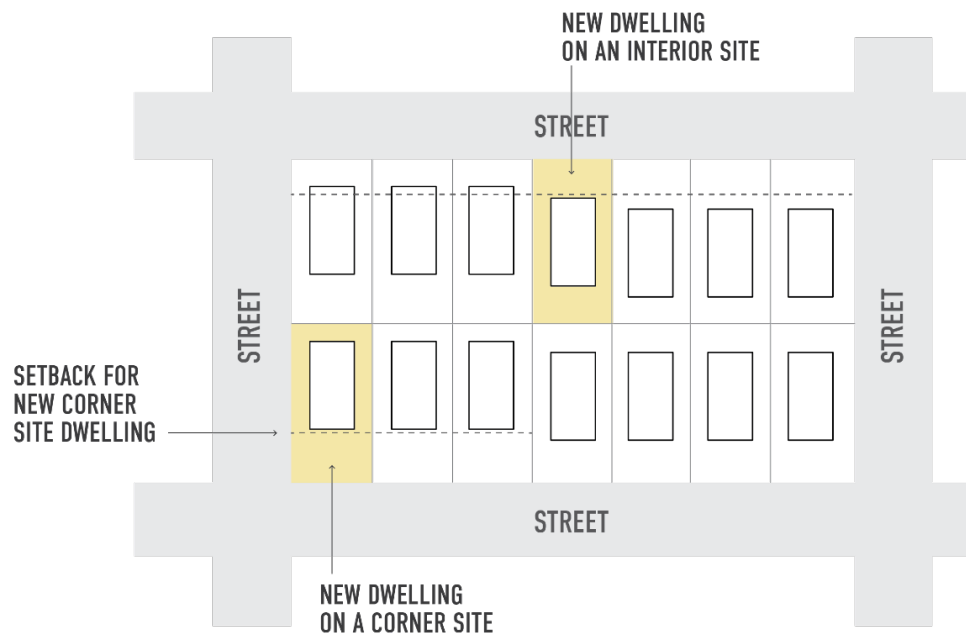 NEW DWELLING
ON AN INTERIOR SITE
STREET
STREET
STREET
SETBACK FOR
NEW CORNER
SITE DWELLING
STREET
NEW DWELLING
ON A CORNER SITE